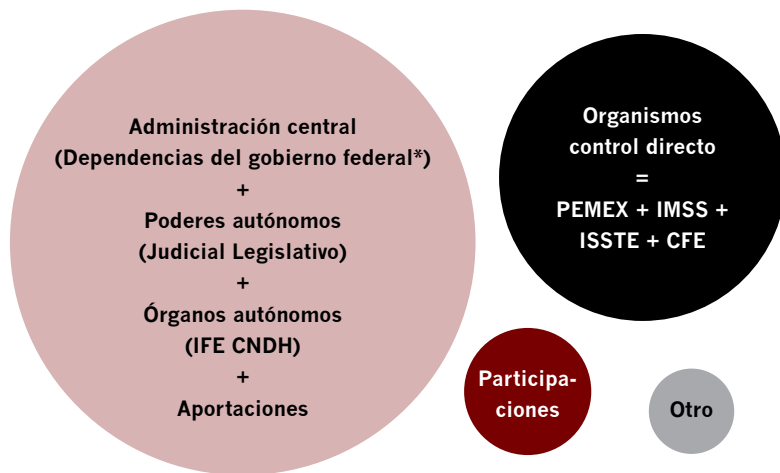 Administración central
(Dependencias del gobierno federal*)
+
Poderes autónomos
(Judicial Legislativo)
+
Órganos autónomos
(IFE CNDH)
+
Aportaciones
Organismos
control directo
=
PEMEX + IMSS +
ISSTE + CFE
Participa-
ciones
Otro